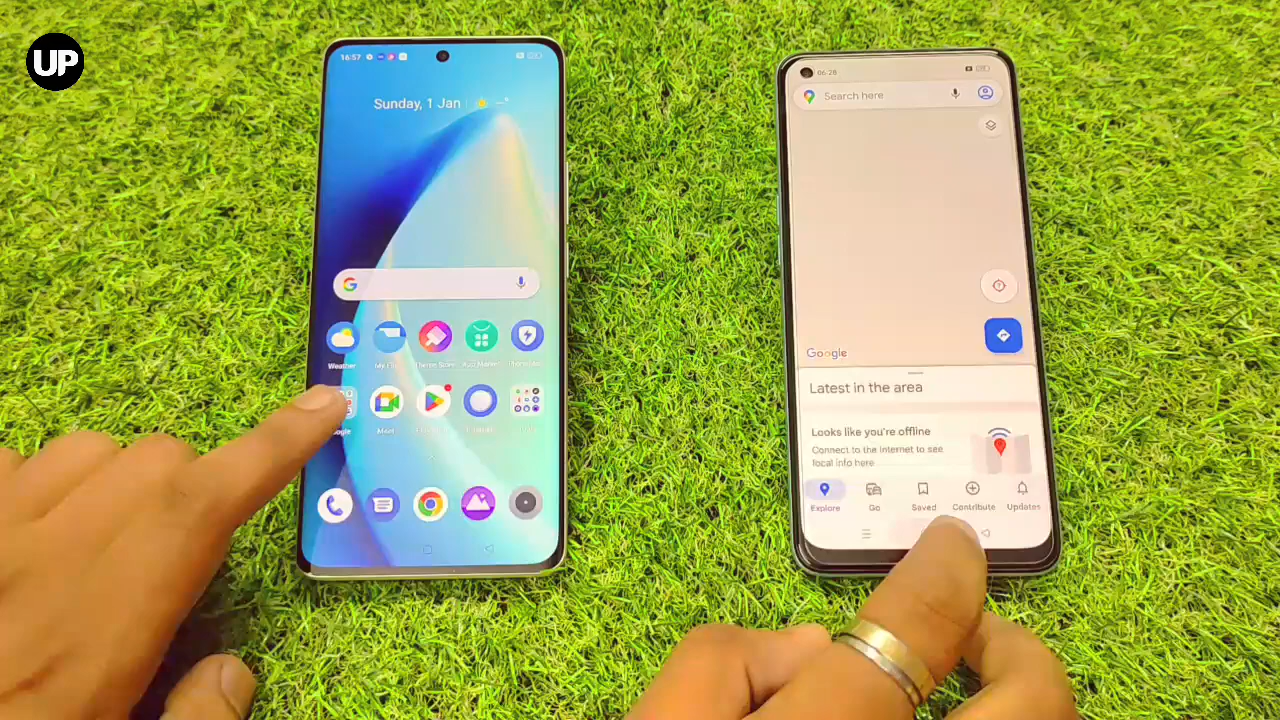 UP
16:57
Sunday, 1 Jan
Weather
Meet
06:28
Search here
Google
Latest in the area
Looks like you're offline
Connect to the internet to see
local info here
Explore
Go
Saved
Contribute
Updates